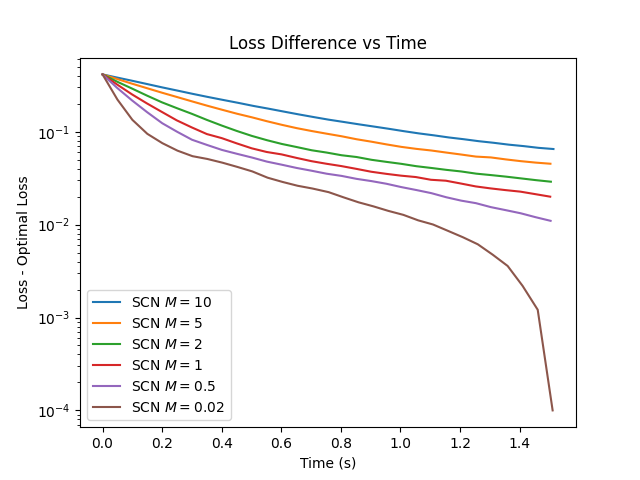 Loss Difference vs Time
Loss - Optimal Loss
10⁻¹
10⁻²
10⁻³
10⁻⁴
SCN M = 10
SCN M = 5
SCN M = 2
SCN M = 1
SCN M = 0.5
SCN M = 0.02
0.0 0.2 0.4 0.6 0.8 1.0 1.2 1.4
Time (s)